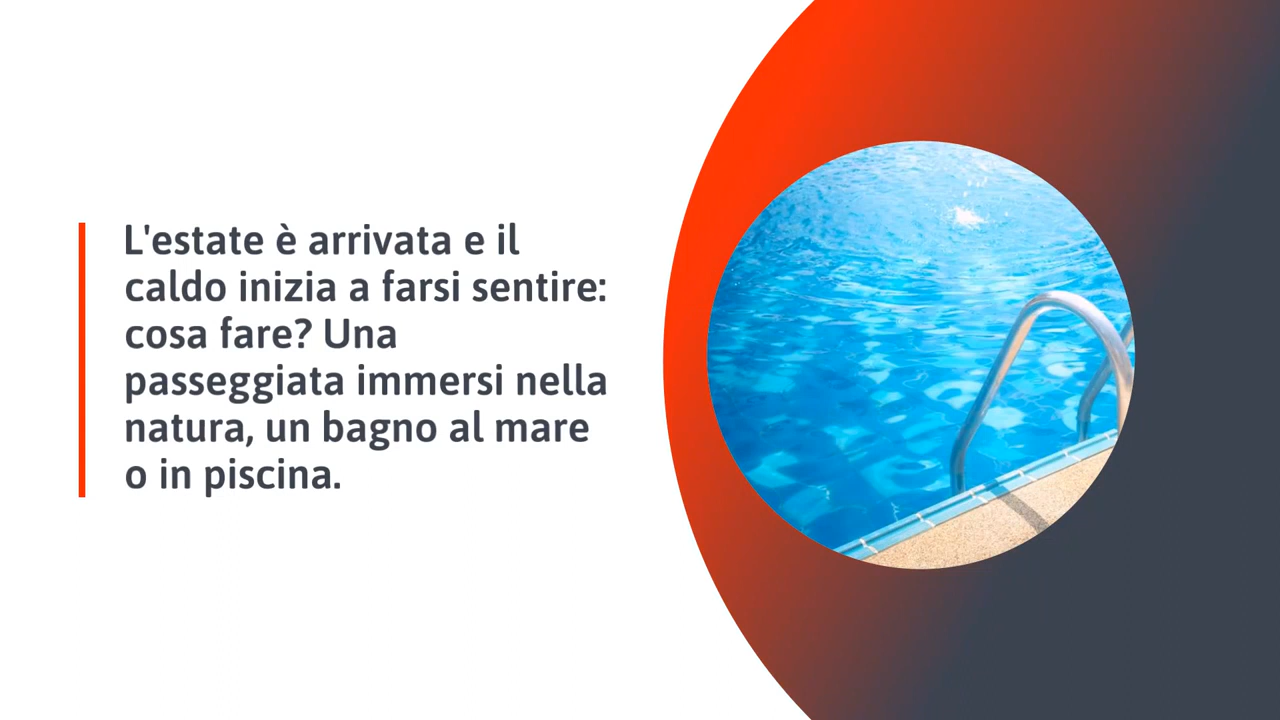 L'estate è arrivata e il
caldo inizia a farsi sentire:
cosa fare? Una
passeggiata immersi nella
natura, un bagno al mare
o in piscina.